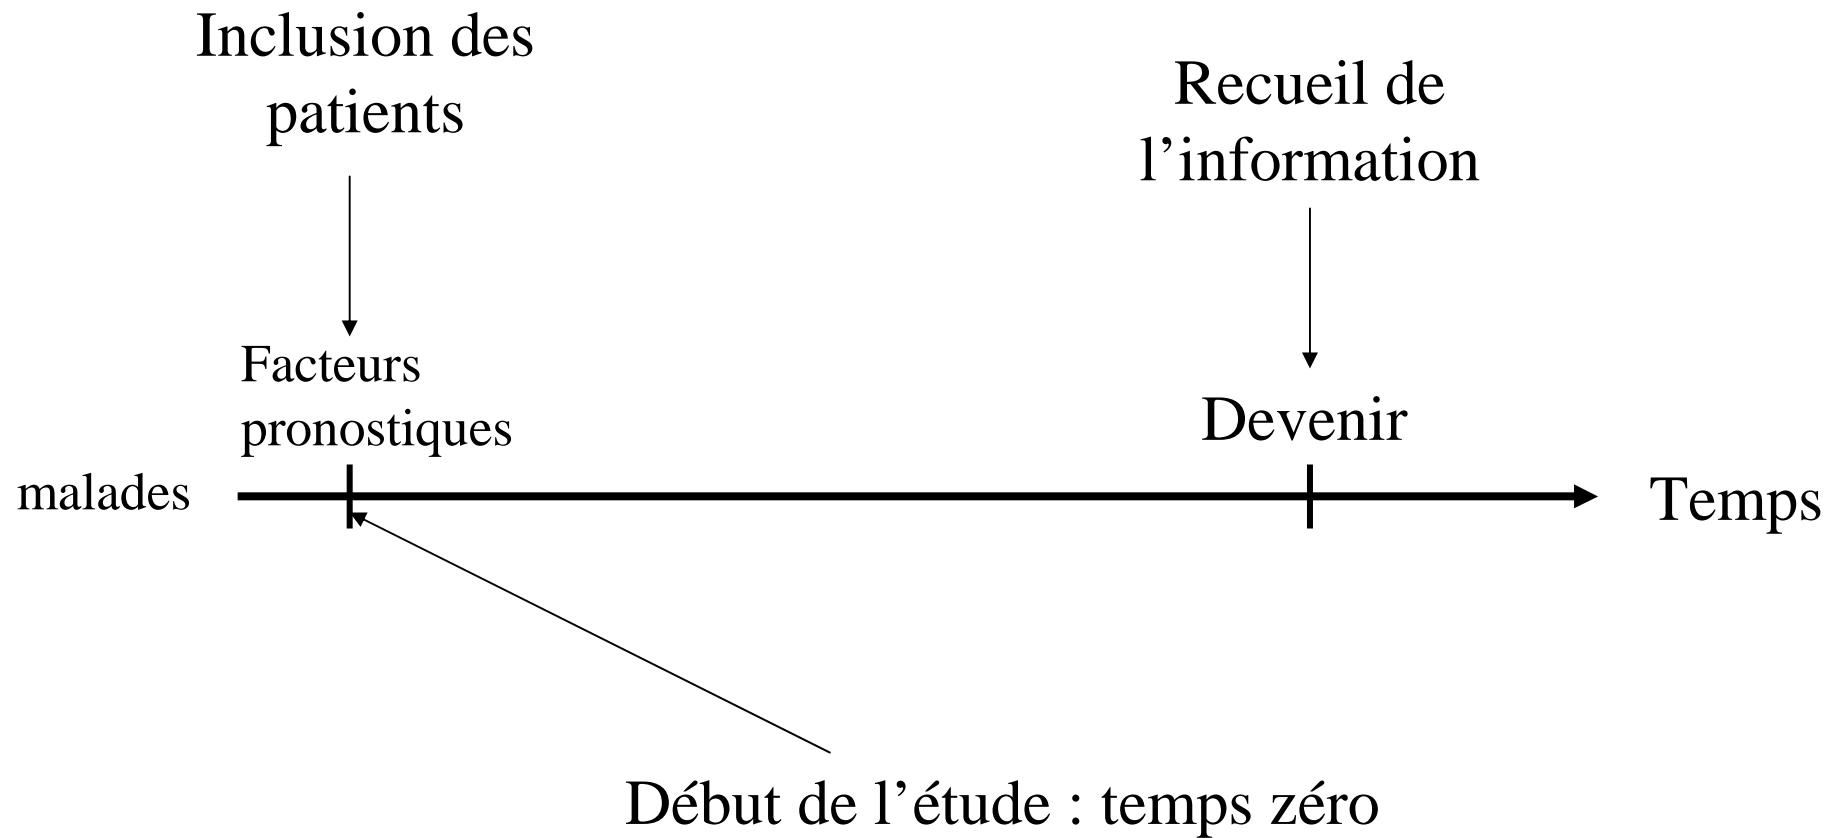 Inclusion des
patients
Recueil de
l’information
Facteurs
pronostiques
Devenir
malades
Temps
Début de l’étude : temps zéro